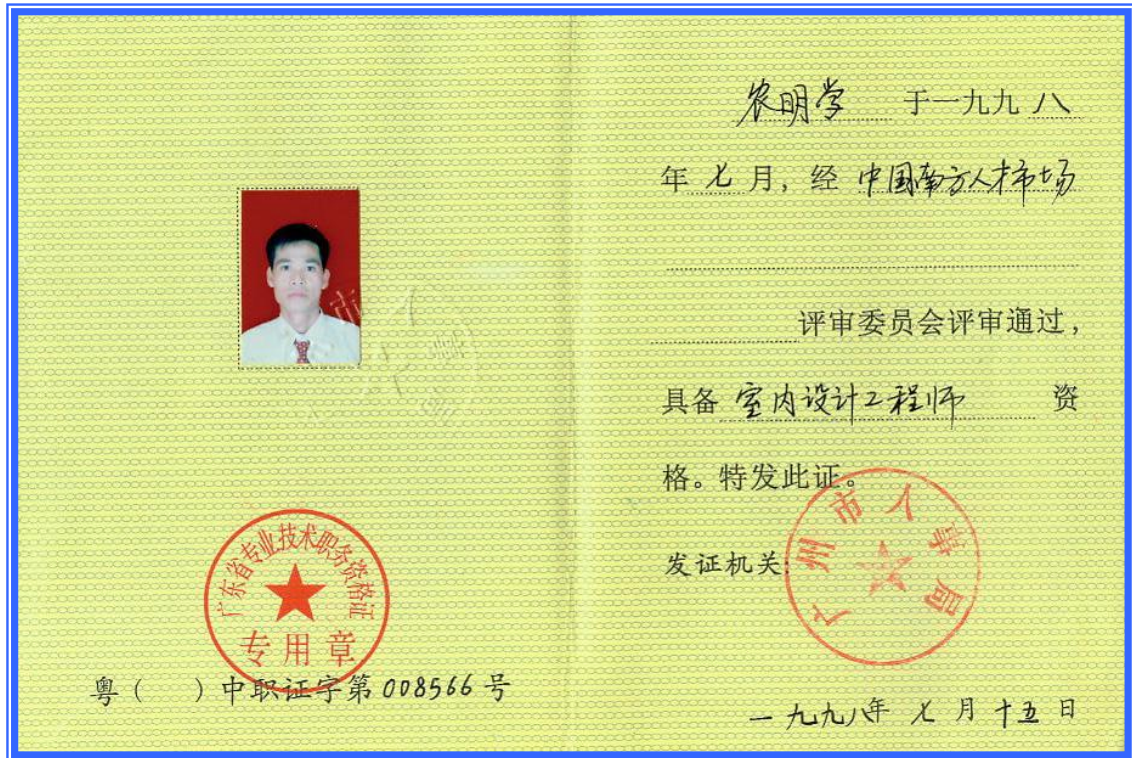 广东省专业技术职务资格证
专用章
粤（　　）中职证字第008566号
农明学 于一九九八
年七月，经 中国南方人才市场
评审委员会评审通过，
具备 室内设计工程师 资
格。特发此证。
发证机关：
广州市人事局
一九九八年七月十五日